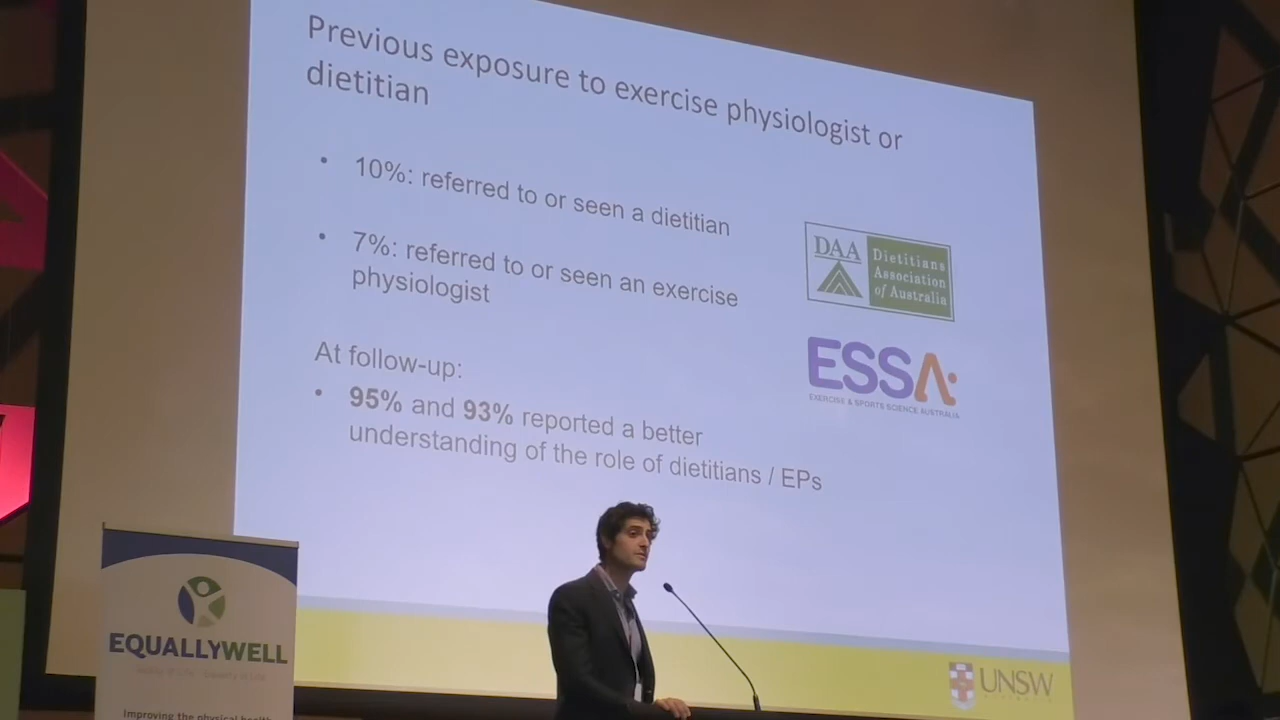 Previous exposure to exercise physiologist or
dietitian
• 10%: referred to or seen a dietitian
• 7%: referred to or seen an exercise
physiologist
At follow-up:
• 95% and 93% reported a better
understanding of the role of dietitians / EPs
DAA
Dietitians
Association
of Australia
ESSA:
EXERCISE & SPORTS SCIENCE AUSTRALIA
UNSW
EQUALLYWELL
Improving the physical health